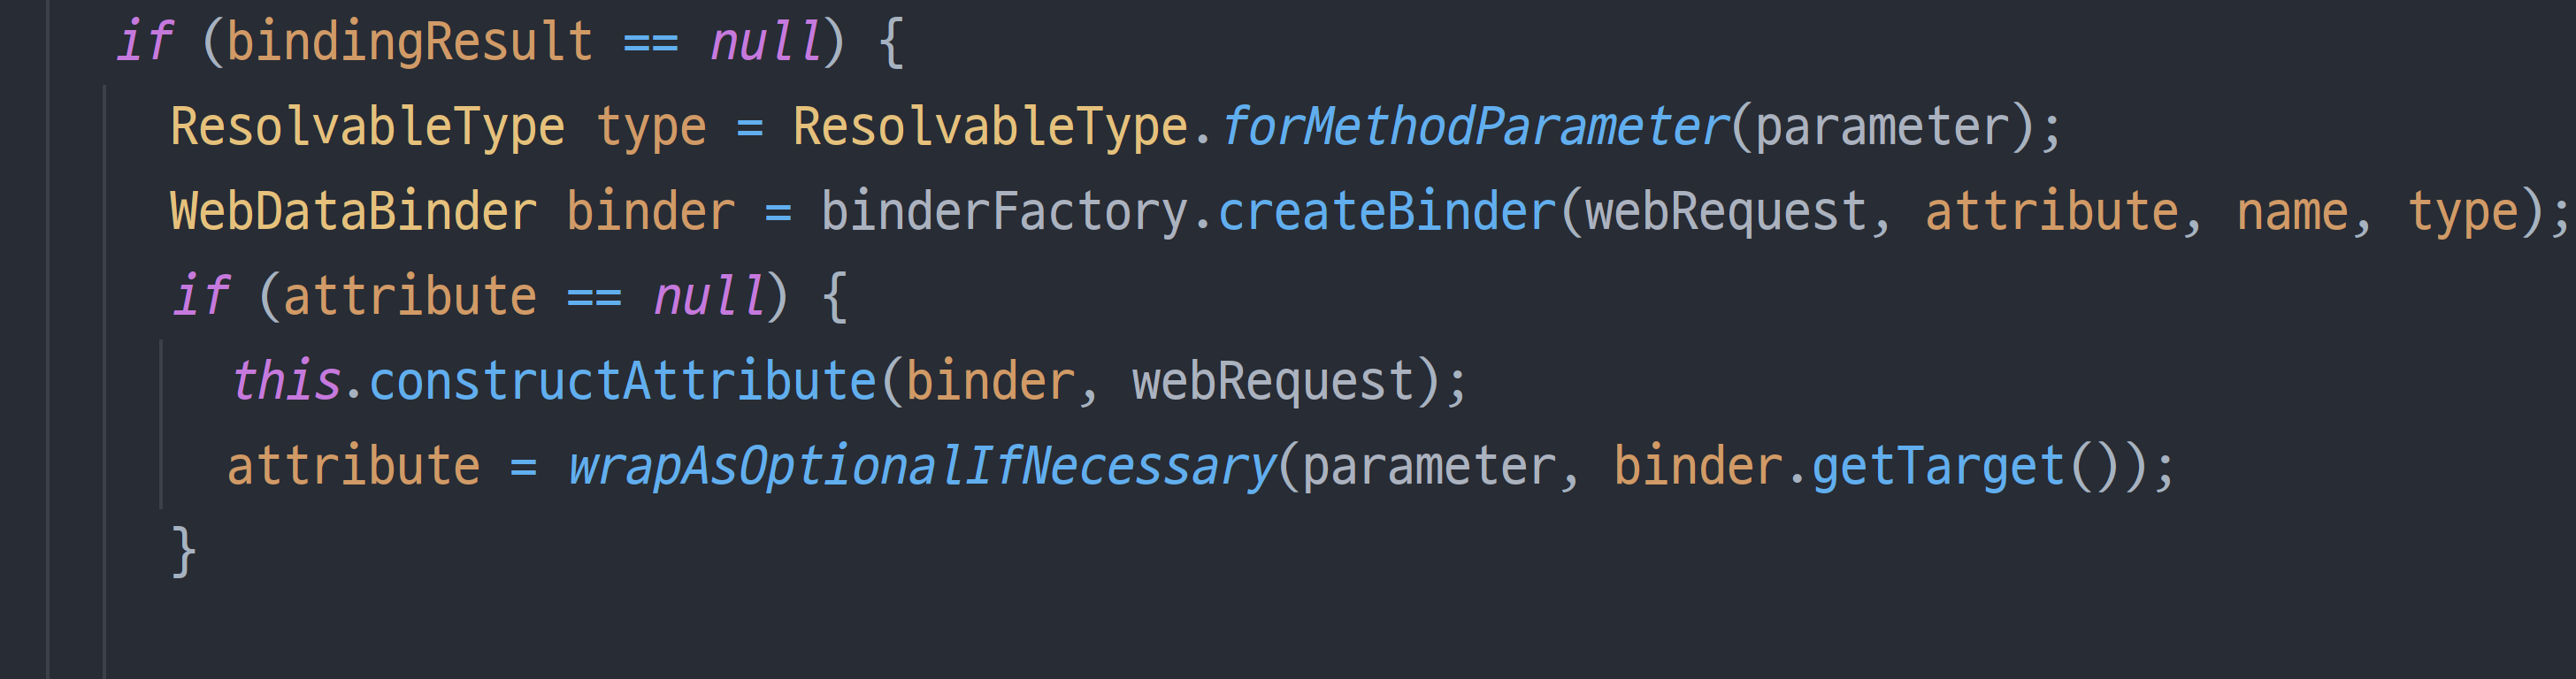 if (bindingResult == null) {
ResolvableType type = ResolvableType.forMethodParameter(parameter);
WebDataBinder binder = binderFactory.createBinder(webRequest, attribute, name, type);
if (attribute == null) {
this.constructAttribute(binder, webRequest);
attribute = wrapAsOptionalIfNecessary(parameter, binder.getTarget());
}